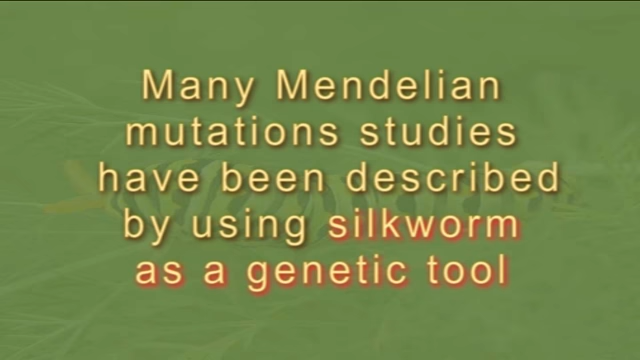 Many Mendelian
mutations studies
have been described
by using silkworm
as a genetic tool